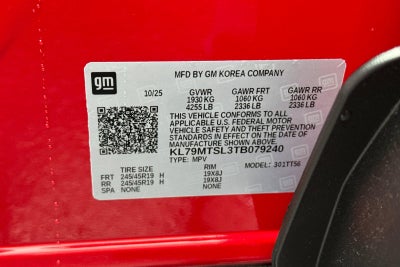 gm
MFD BY GM KOREA COMPANY
10/25 GVWR GAWR FRT GAWR RR
1930 KG 1060 KG 1060 KG
4255 LB 2336 LB 2336 LB
THIS VEHICLE CONFORMS TO ALL
APPLICABLE U.S. FEDERAL MOTOR
VEHICLE SAFETY AND THEFT PREVENTION
STANDARDS IN EFFECT ON THE DATE OF
MANUFACTURE SHOWN ABOVE.
KL79MTSL3TB079240
TYPE: MPV MODEL: 301TT56
TIRE SIZE RIM
FRT 245/45R19 H 19X8J
RR 245/45R19 H 19X8J
SPA NONE NONE